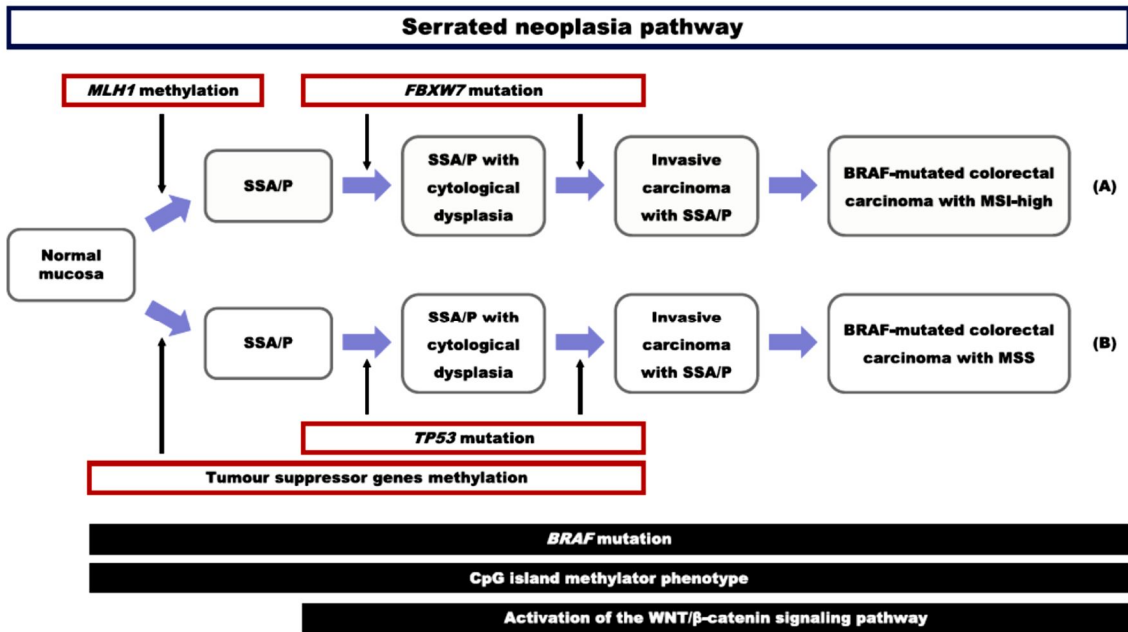 Serrated neoplasia pathway
MLH1 methylation
FBXW7 mutation
SSA/P
SSA/P with
cytological
dysplasia
Invasive
carcinoma
with SSA/P
BRAF-mutated colorectal
carcinoma with MSI-high
(A)
Normal
mucosa
SSA/P
SSA/P with
cytological
dysplasia
Invasive
carcinoma
with SSA/P
BRAF-mutated colorectal
carcinoma with MSS
(B)
TP53 mutation
Tumour suppressor genes methylation
BRAF mutation
CpG island methylator phenotype
Activation of the WNT/β-catenin signaling pathway